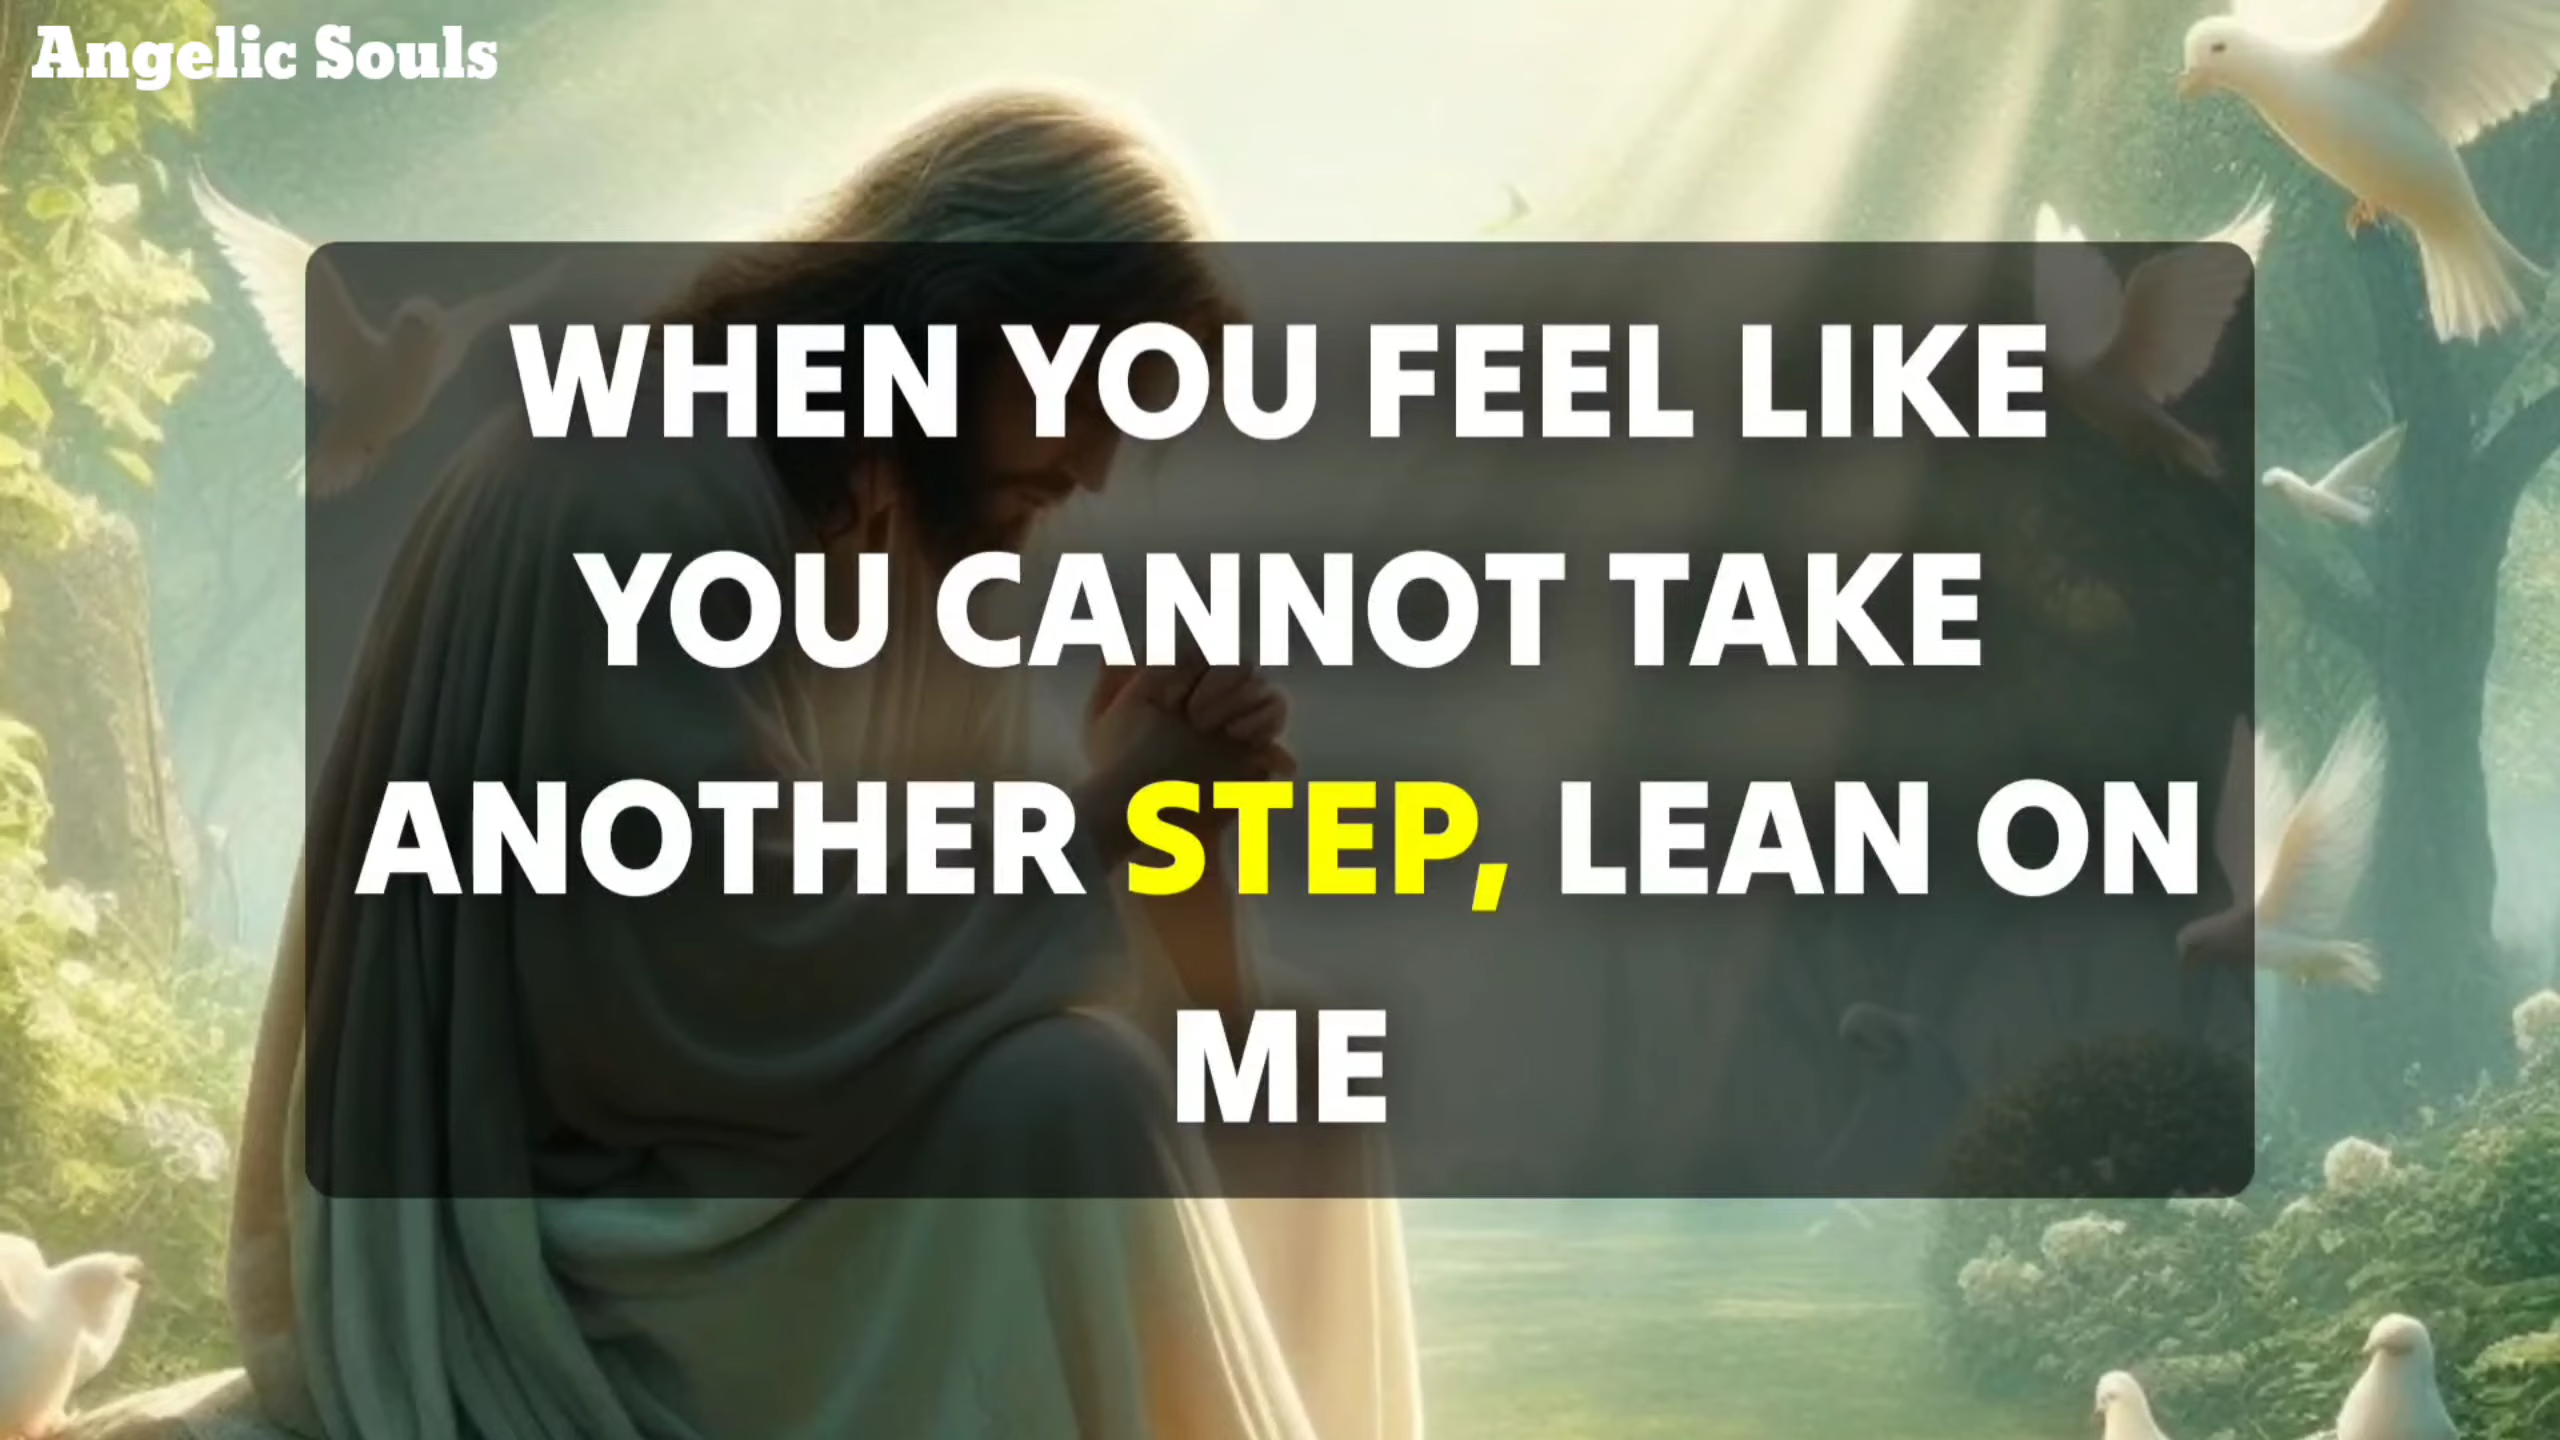 Angelic Souls
WHEN YOU FEEL LIKE
YOU CANNOT TAKE
ANOTHER STEP, LEAN ON
ME